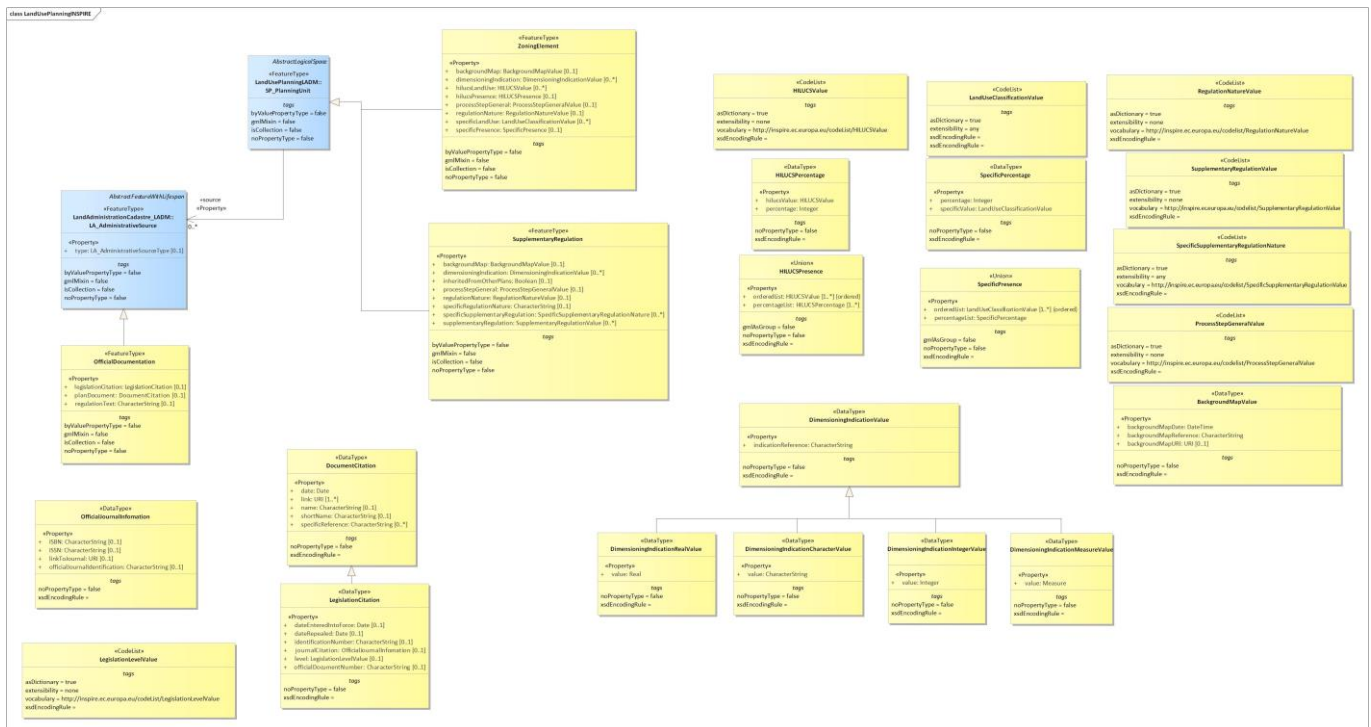 class LandUsePlanningINSPIRE
AbstractLogicalSpace
«FeatureType»
LandUsePlanningLADM::
SP_PlanningUnit
tags
byValuePropertyType = false
gmlMixin = false
isCollection = false
noPropertyType = false
«FeatureType»
ZoningElement
«Property»
+ backgroundMap: BackgroundMapValue [0..1]
+ dimensioningIndication: DimensioningIndicationValue [0..*]
+ hilucsLandUse: HILUCSValue [0..*]
+ hilucsPresence: HILUCSPresence [0..1]
+ processStepGeneral: ProcessStepGeneralValue [0..1]
+ regulationNature: RegulationNatureValue [0..1]
+ specificLandUse: LandUseClassificationValue [0..*]
+ specificPresence: SpecificPresence [0..1]
tags
byValuePropertyType = false
gmlMixin = false
isCollection = false
noPropertyType = false
AbstractFeatureWithLifespan
«FeatureType»
LandAdministrationCadastre_LADM::
LA_AdministrativeSource
«Property»
+ type: LA_AdministrativeSourceType [0..1]
tags
byValuePropertyType = false
gmlMixin = false
isCollection = false
noPropertyType = false
+source
«Property»
0..*
«FeatureType»
SupplementaryRegulation
«Property»
+ backgroundMap: BackgroundMapValue [0..1]
+ dimensioningIndication: DimensioningIndicationValue [0..*]
+ inheritedFromOtherPlans: Boolean [0..1]
+ processStepGeneral: ProcessStepGeneralValue [0..1]
+ regulationNature: RegulationNatureValue [0..1]
+ specificRegulationNature: CharacterString [0..1]
+ specificSupplementaryRegulation: SpecificSupplementaryRegulationNature [0..*]
+ supplementaryRegulation: SupplementaryRegulationValue [0..*]
tags
byValuePropertyType = false
gmlMixin = false
isCollection = false
noPropertyType = false
«FeatureType»
OfficialDocumentation
«Property»
+ legislationCitation: legislationCitation [0..1]
+ planDocument: DocumentCitation [0..1]
+ regulationText: CharacterString [0..1]
tags
byValuePropertyType = false
gmlMixin = false
isCollection = false
noPropertyType = false
«DataType»
DocumentCitation
«Property»
+ date: Date
+ link: URI [1..*]
+ name: CharacterString [0..1]
+ shortName: CharacterString [0..1]
+ specificReference: CharacterString [0..*]
tags
noPropertyType = false
xsdEncodingRule =
«DataType»
OfficialJournalInfomation
«Property»
+ ISBN: CharacterString [0..1]
+ ISSN: CharacterString [0..1]
+ linkToJournal: URI [0..1]
+ officialJournalIdentification: CharacterString [0..1]
tags
noPropertyType = false
xsdEncodingRule =
«DataType»
LegislationCitation
«Property»
+ dateEnteredIntoForce: Date [0..1]
+ dateRepealed: Date [0..1]
+ identificationNumber: CharacterString [0..1]
+ journalCitation: OfficialJournalInfomation [0..1]
+ level: LegislationLevelValue [0..1]
+ officialDocumentNumber: CharacterString [0..1]
tags
noPropertyType = false
xsdEncodingRule =
«CodeList»
LegislationLevelValue
tags
asDictionary = true
extensibility = none
vocabulary = http://inspire.ec.europa.eu/codeList/LegislationLevelValue
xsdEncodingRule =
«CodeList»
HILUCSValue
tags
asDictionary = true
extensibility = none
vocabulary = http://inspire.ec.europa.eu/codeList/HILUCSValue
xsdEncodingRule =
«CodeList»
LandUseClassificationValue
tags
asDictionary = true
extensibility = any
xsdEncodingRule =
xsdEncondingRule =
«CodeList»
RegulationNatureValue
tags
asDictionary = true
extensibility = none
vocabulary = http://inspire.ec.europa.eu/codelist/RegulationNatureValue
xsdEncodingRule =
«DataType»
HILUCSPercentage
«Property»
+ hilucsValue: HILUCSValue
+ percentage: Integer
tags
noPropertyType = false
xsdEncodingRule =
«DataType»
SpecificPercentage
«Property»
+ percentage: Integer
+ specificValue: LandUseClassificationValue
tags
noPropertyType = false
xsdEncodingRule =
«CodeList»
SupplementaryRegulationValue
tags
asDictionary = true
extensibility = none
vocabulary = http://inspire.ec.europa.eu/codelist/SupplementaryRegulationValue
xsdEncodingRule =
«Union»
HILUCSPresence
«Property»
+ orderedList: HILUCSValue [1..*] {ordered}
+ percentageList: HILUCSPercentage [1..*]
tags
gmlAsGroup = false
noPropertyType = false
xsdEncodingRule =
«Union»
SpecificPresence
«Property»
+ orderedList: LandUseClassificationValue [1..*] {ordered}
+ percentageList: SpecificPercentage
tags
gmlAsGroup = false
noPropertyType = false
xsdEncodingRule =
«CodeList»
SpecificSupplementaryRegulationNature
tags
asDictionary = true
extensibility = any
vocabulary = http://inspire.ec.europa.eu/codelist/SpecificSupplementaryRegulationValue
xsdEncodingRule =
«CodeList»
ProcessStepGeneralValue
tags
asDictionary = true
extensibility = none
vocabulary = http://inspire.ec.europa.eu/codelist/ProcessStepGeneralValue
xsdEncodingRule =
«DataType»
BackgroundMapValue
«Property»
+ backgroundMapDate: DateTime
+ backgroundMapReference: CharacterString
+ backgroundMapURI: URI [0..1]
tags
noPropertyType = false
xsdEncodingRule =
«DataType»
DimensioningIndicationValue
«Property»
+ indicationReference: CharacterString
tags
noPropertyType = false
xsdEncodingRule =
«DataType»
DimensioningIndicationRealValue
«Property»
+ value: Real
tags
noPropertyType = false
xsdEncodingRule =
«DataType»
DimensioningIndicationCharacterValue
«Property»
+ value: CharacterString
tags
noPropertyType = false
xsdEncodingRule =
«DataType»
DimensioningIndicationIntegerValue
«Property»
+ value: Integer
tags
noPropertyType = false
xsdEncodingRule =
«DataType»
DimensioningIndicationMeasureValue
«Property»
+ value: Measure
tags
noPropertyType = false
xsdEncodingRule =